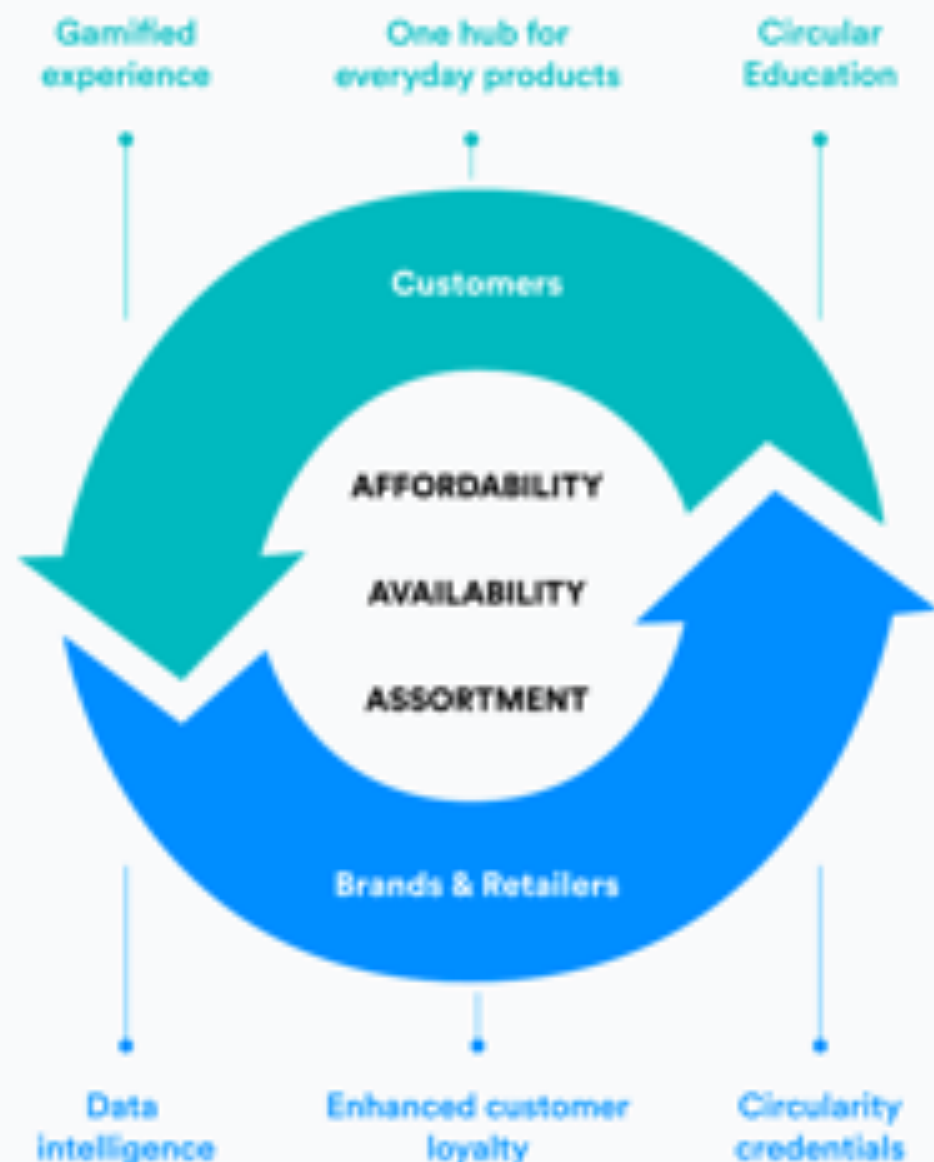 Gamified
experience
One hub for
everyday products
Circular
Education
Customers
AFFORDABILITY
AVAILABILITY
ASSORTMENT
Brands & Retailers
Data
intelligence
Enhanced customer
loyalty
Circularity
credentials